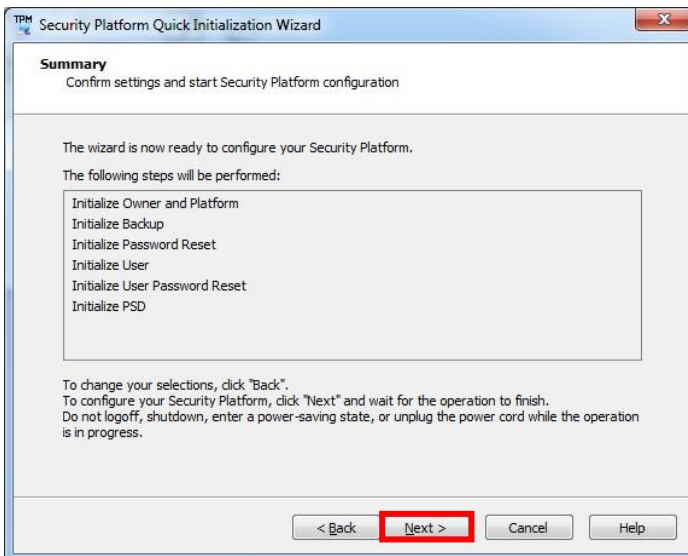 TPM
Security Platform Quick Initialization Wizard
Summary
Confirm settings and start Security Platform configuration
The wizard is now ready to configure your Security Platform.
The following steps will be performed:
Initialize Owner and Platform
Initialize Backup
Initialize Password Reset
Initialize User
Initialize User Password Reset
Initialize PSD
To change your selections, click "Back".
To configure your Security Platform, click "Next" and wait for the operation to finish.
Do not logoff, shutdown, enter a power-saving state, or unplug the power cord while the operation
is in progress.
< Back Next > Cancel Help